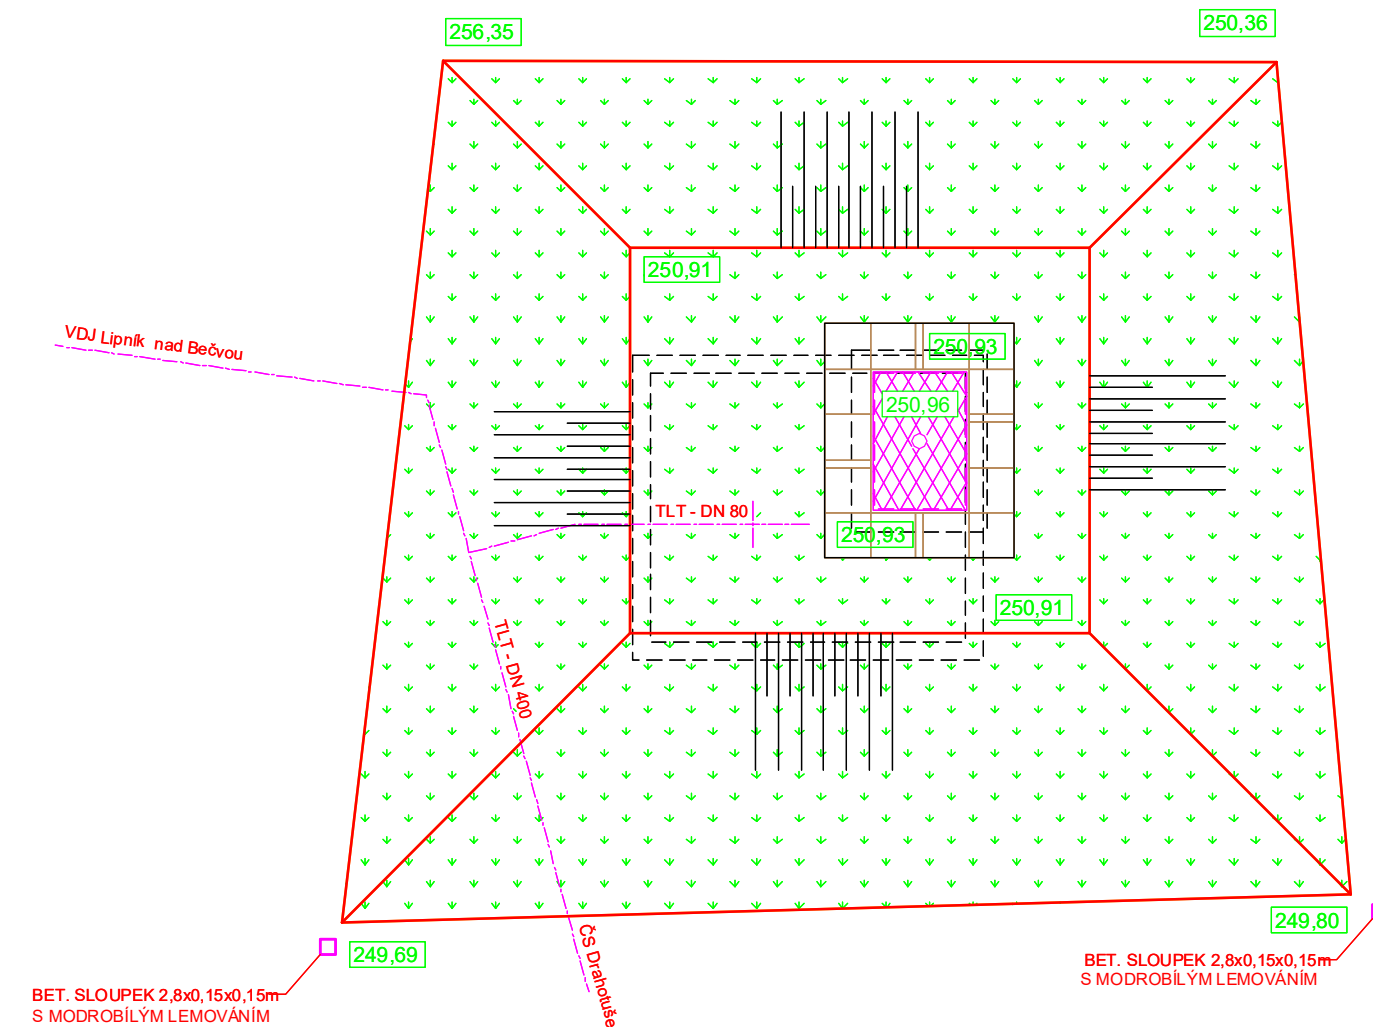 256,35
250,36
250,91
VDJ Lipník nad Bečvou
250,93
250,96
TLT - DN 80
250,93
250,91
TLT - DN 400
249,80
ČS Drahotuše
249,69
BET. SLOUPEK 2,8x0,15x0,15m
S MODROBÍLÝM LEMOVÁNÍM
BET. SLOUPEK 2,8x0,15x0,15m
S MODROBÍLÝM LEMOVÁNÍM